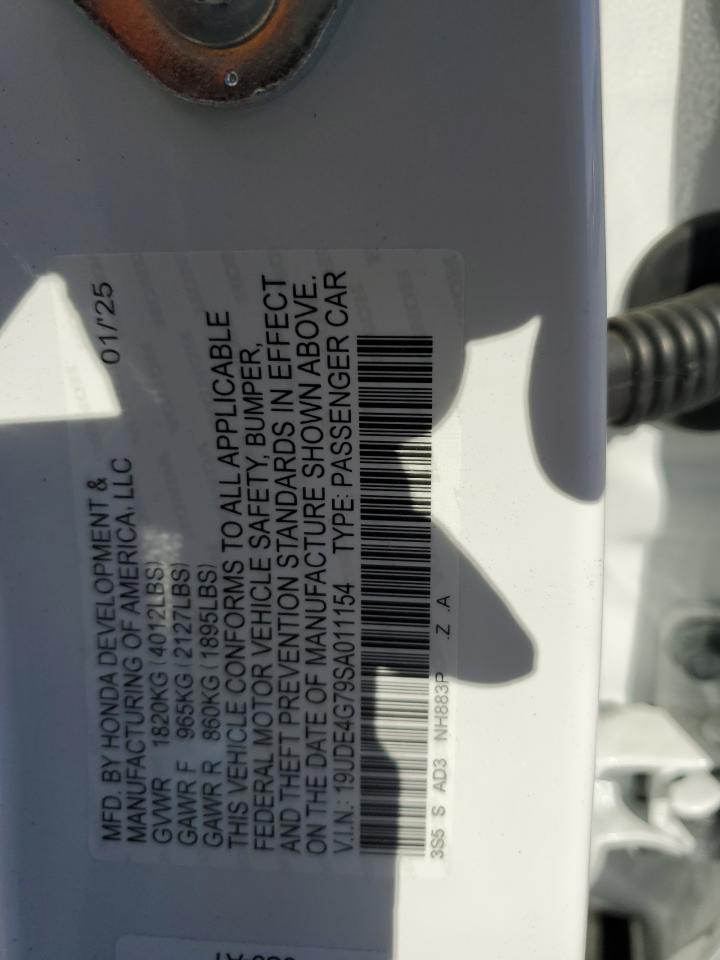 MFD. BY HONDA DEVELOPMENT & 01/'25
MANUFACTURING OF AMERICA, LLC
GVWR 1820KG (4012LBS)
GAWR F 965KG (2127LBS)
GAWR R 860KG (1895LBS)
THIS VEHICLE CONFORMS TO ALL APPLICABLE
FEDERAL MOTOR VEHICLE SAFETY, BUMPER,
AND THEFT PREVENTION STANDARDS IN EFFECT
ON THE DATE OF MANUFACTURE SHOWN ABOVE.
V.I.N.: 19UDE4G79SA011154 TYPE: PASSENGER CAR
3S5 S AD3 NH883P .Z .A